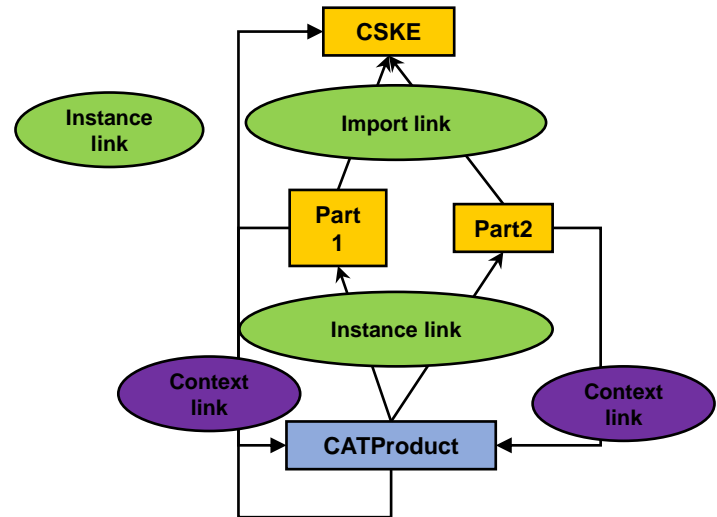 CSKE
Instance
link
Import link
Part
1
Part2
Instance link
Context
link
Context
link
CATProduct